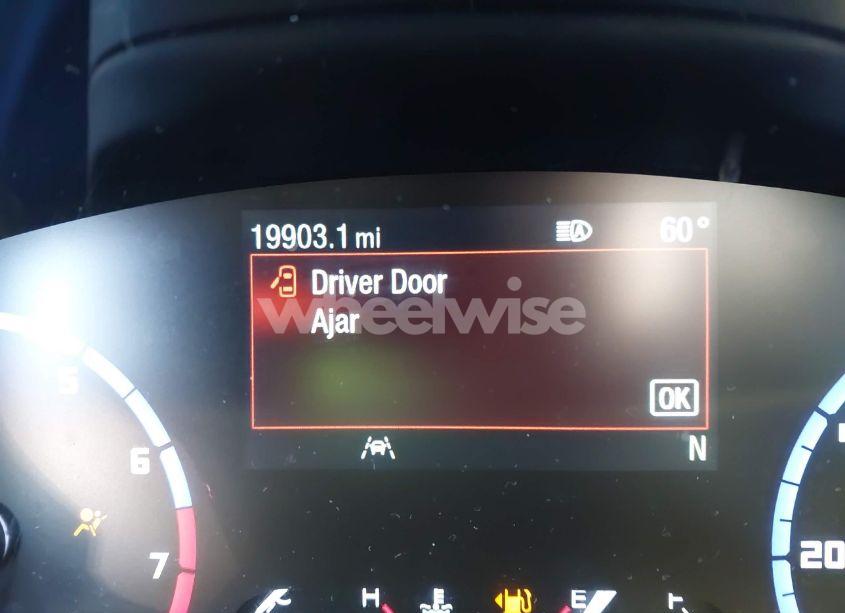 19903.1 mi
60°
Driver Door
Ajar
wheelwise
OK
N
5
6
7
20
H
E